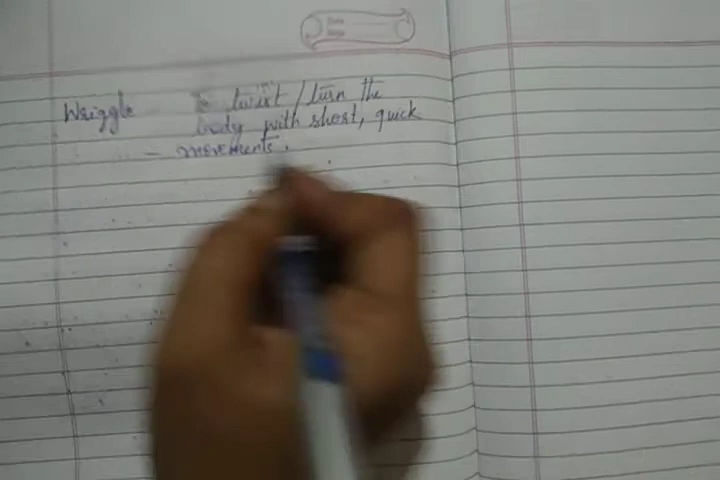 Wriggle To twist / turn the
body with short, quick
- movements.